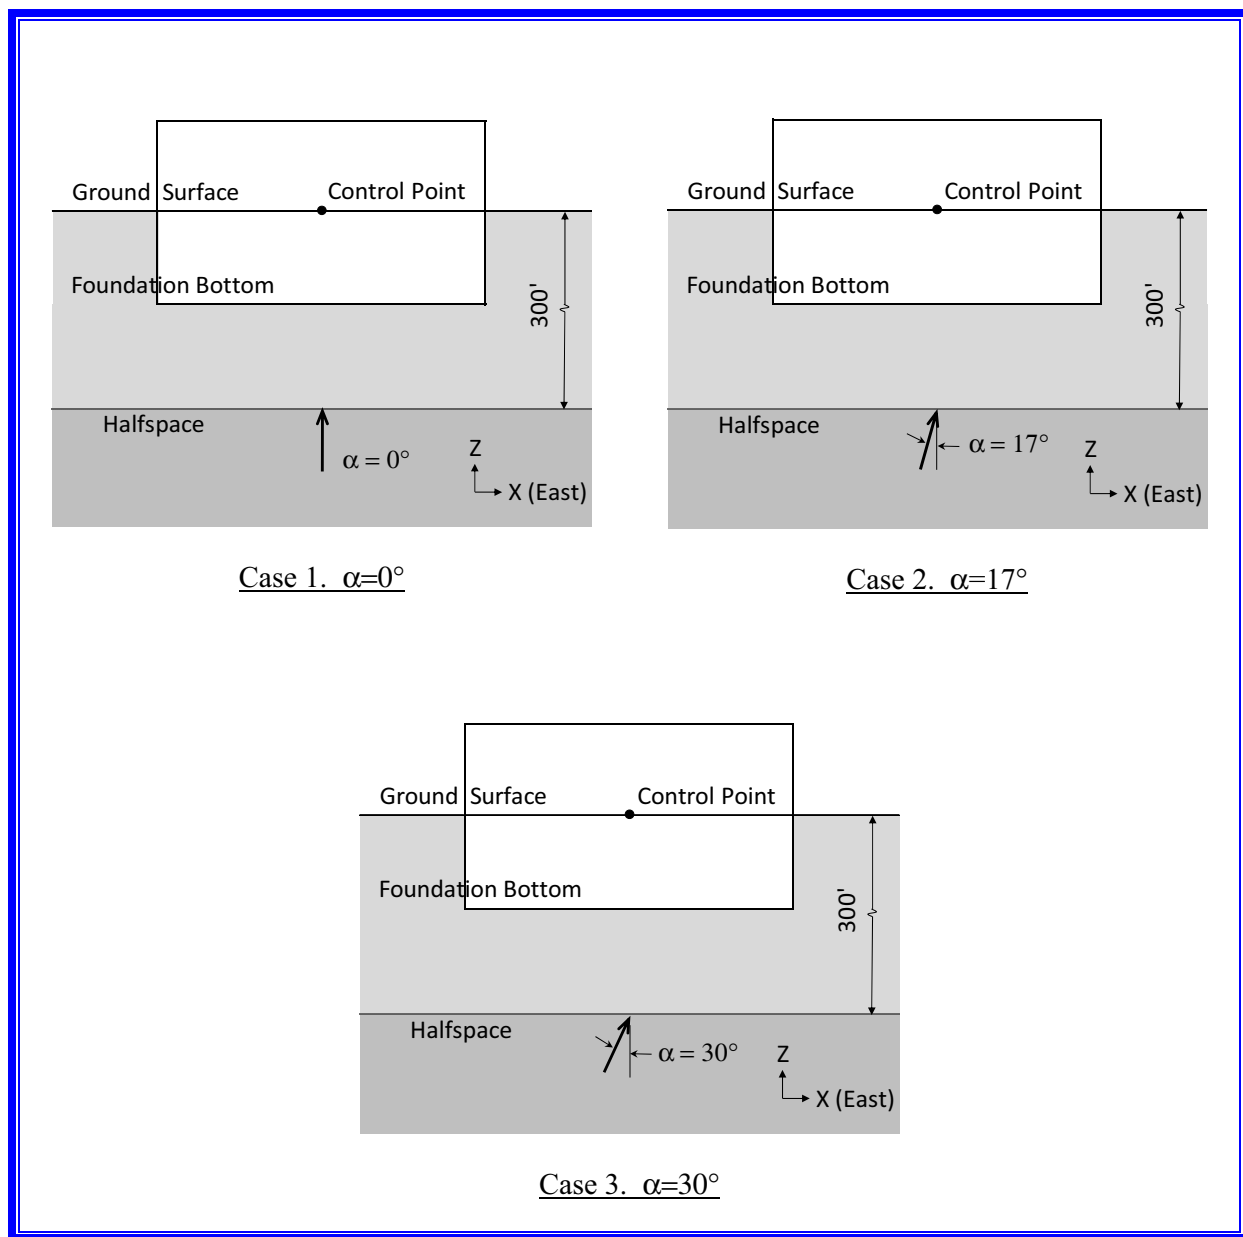 Ground Surface Control Point
Foundation Bottom
300'
Halfspace
α = 0°
Z
X (East)
Case 1. α=0°
Ground Surface Control Point
Foundation Bottom
300'
Halfspace
α = 17°
Z
X (East)
Case 2. α=17°
Ground Surface Control Point
Foundation Bottom
300'
Halfspace
α = 30°
Z
X (East)
Case 3. α=30°